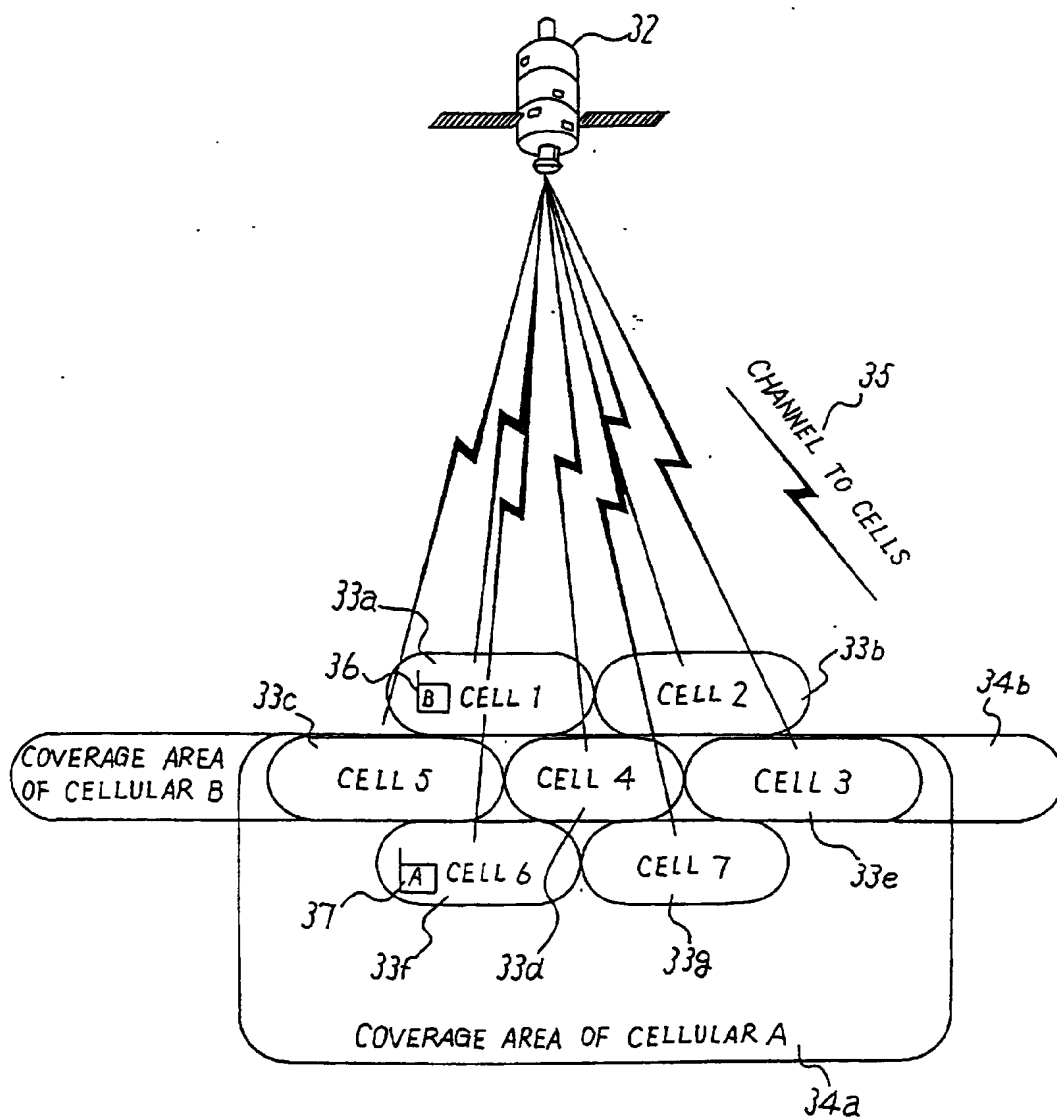 32
35
CHANNEL TO CELLS
33a
36
B
CELL 1
CELL 2
33b
33c
34b
COVERAGE AREA
OF CELLULAR B
CELL 5
CELL 4
CELL 3
A
CELL 6
CELL 7
33e
37
33f
33d
33g
COVERAGE AREA OF CELLULAR A
34a